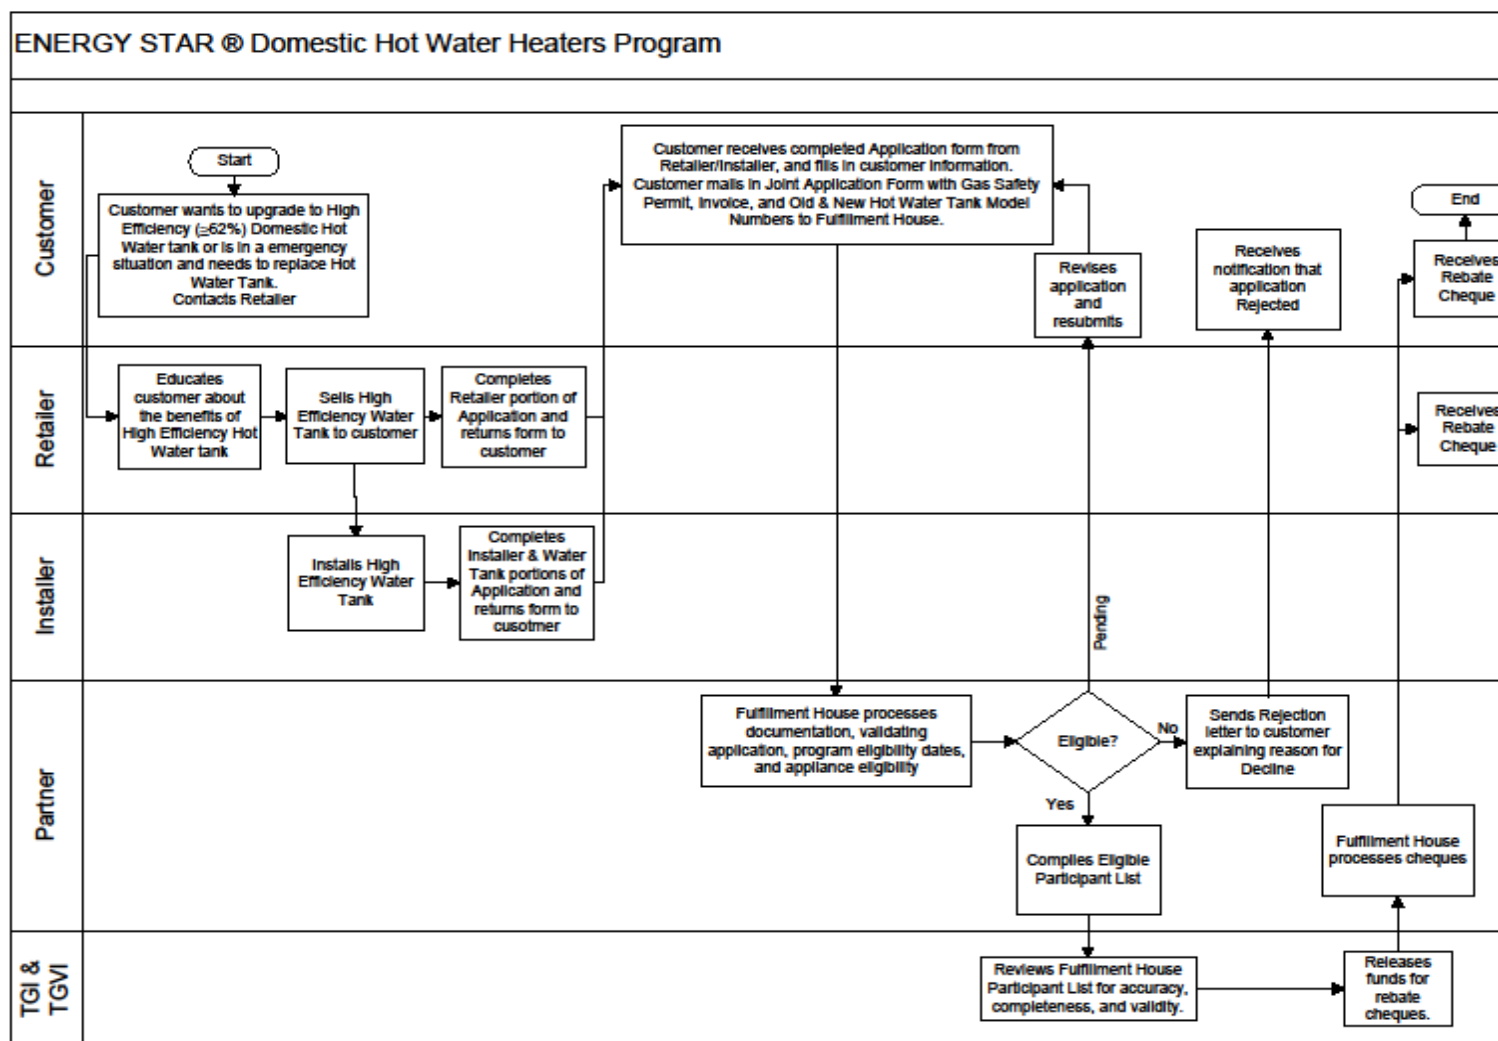 ENERGY STAR ® Domestic Hot Water Heaters Program
Customer
Start
Customer wants to upgrade to High
Efficiency (≥62%) Domestic Hot
Water tank or is in a emergency
situation and needs to replace Hot
Water Tank.
Contacts Retailer
Customer receives completed Application form from
Retailer/Installer, and fills in customer information.
Customer mails in Joint Application Form with Gas Safety
Permit, Invoice, and Old & New Hot Water Tank Model
Numbers to Fulfillment House.
Revises
application
and
resubmits
Receives
notification that
application
Rejected
End
Receives
Rebate
Cheque
Retailer
Educates
customer about
the benefits of
High Efficiency Hot
Water tank
Sells High
Efficiency Water
Tank to customer
Completes
Retailer portion of
Application and
returns form to
customer
Receives
Rebate
Cheque
Installer
Installs High
Efficiency Water
Tank
Completes
Installer & Water
Tank portions of
Application and
returns form to
cusotmer
Pending
Partner
Fulfillment House processes
documentation, validating
application, program eligibility dates,
and appliance eligibility
Eligible?
No
Yes
Sends Rejection
letter to customer
explaining reason for
Decline
Compiles Eligible
Participant List
Fulfillment House
processes cheques
TGI &
TGVI
Reviews Fulfillment House
Participant List for accuracy,
completeness, and validity.
Releases
funds for
rebate
cheques.